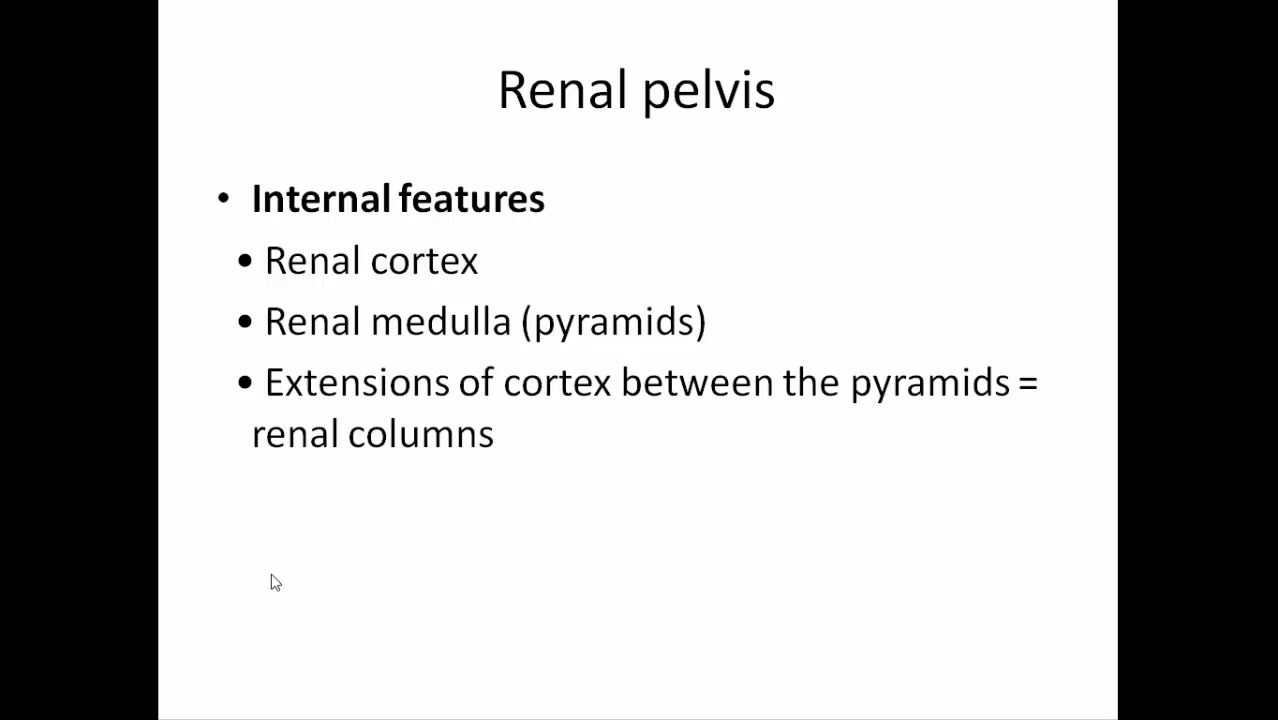 Renal pelvis
• Internal features
• Renal cortex
• Renal medulla (pyramids)
• Extensions of cortex between the pyramids =
renal columns